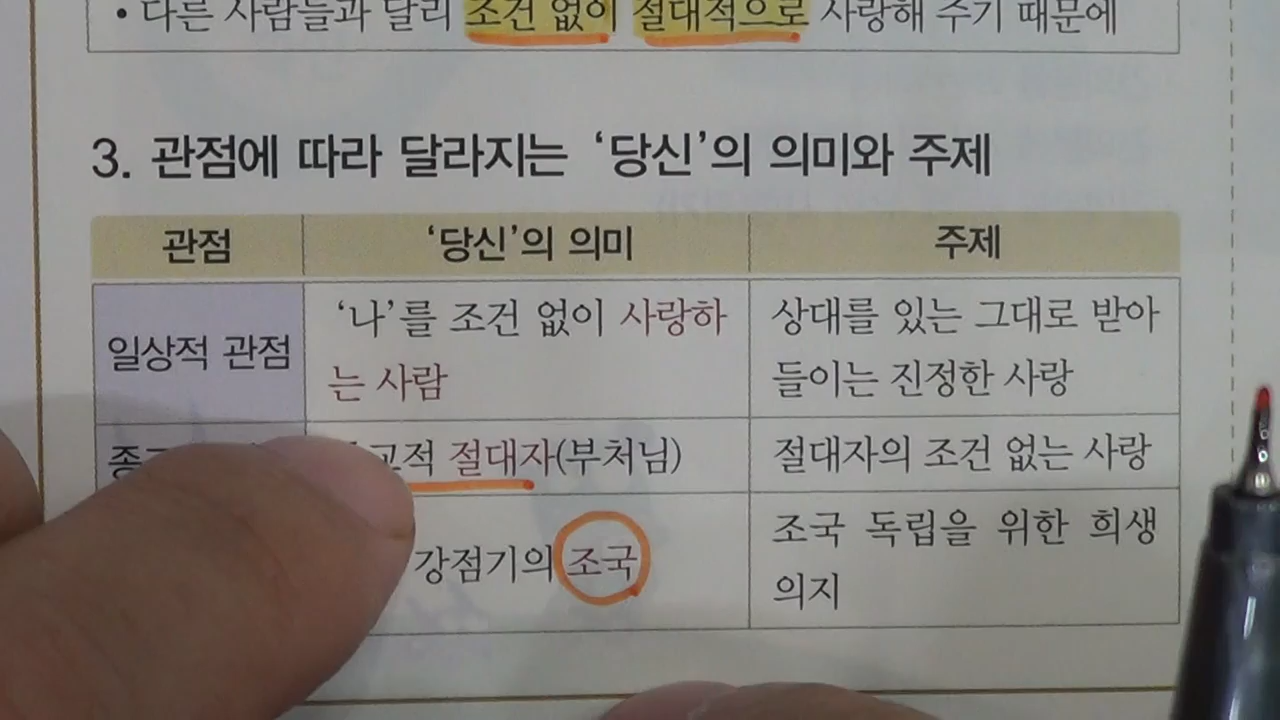 • 다른 사람들과 달리 조건 없이 절대적으로 사랑해 주기 때문에
3. 관점에 따라 달라지는 ‘당신’의 의미와 주제
관점 ‘당신’의 의미 주제
일상적 관점
‘나’를 조건 없이 사랑하
는 사람
상대를 있는 그대로 받아
들이는 진정한 사랑
절대자(부처님)
절대자의 조건 없는 사랑
강점기의 조국
조국 독립을 위한 희생
의지